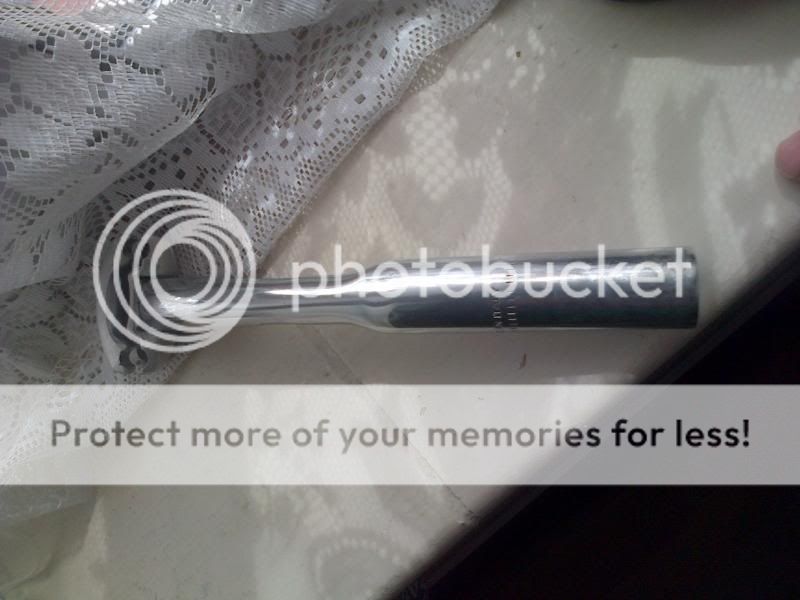 photobucket
Protect more of your memories for less!